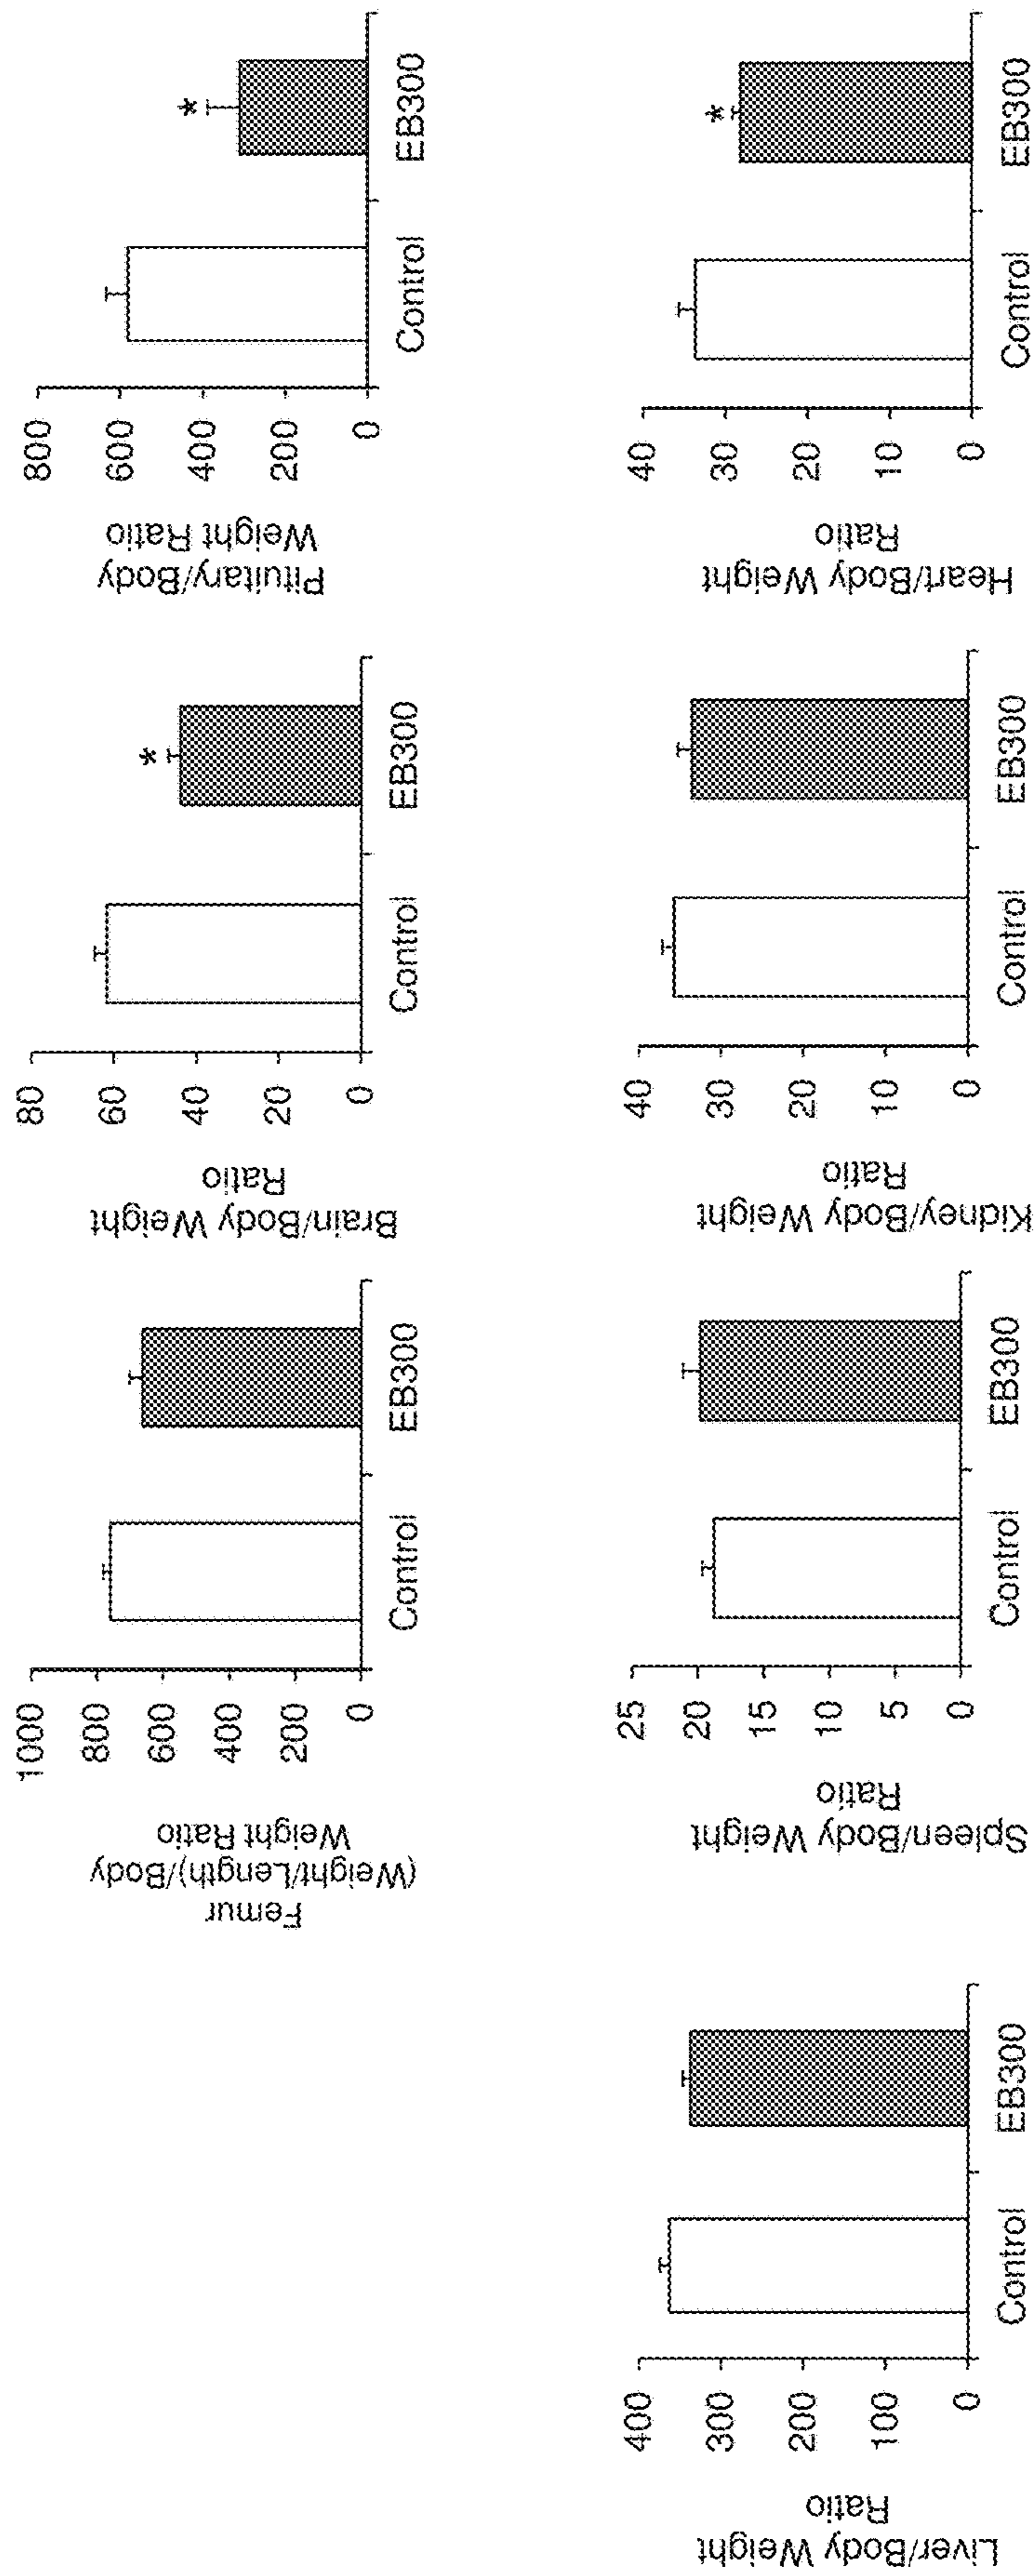 Femur
(Weight/Length)/Body
Weight Ratio
1000
800
600
400
200
0
Control
EB300
Brain/Body Weight
Ratio
80
60
40
20
0
Control
EB300
*
Pituitary/Body
Weight Ratio
800
600
400
200
0
Control
EB300
*
Liver/Body Weight
Ratio
400
300
200
100
0
Control
EB300
Spleen/Body Weight
Ratio
25
20
15
10
5
0
Control
EB300
Kidney/Body Weight
Ratio
40
30
20
10
0
Control
EB300
Heart/Body Weight
Ratio
40
30
20
10
0
Control
EB300
*